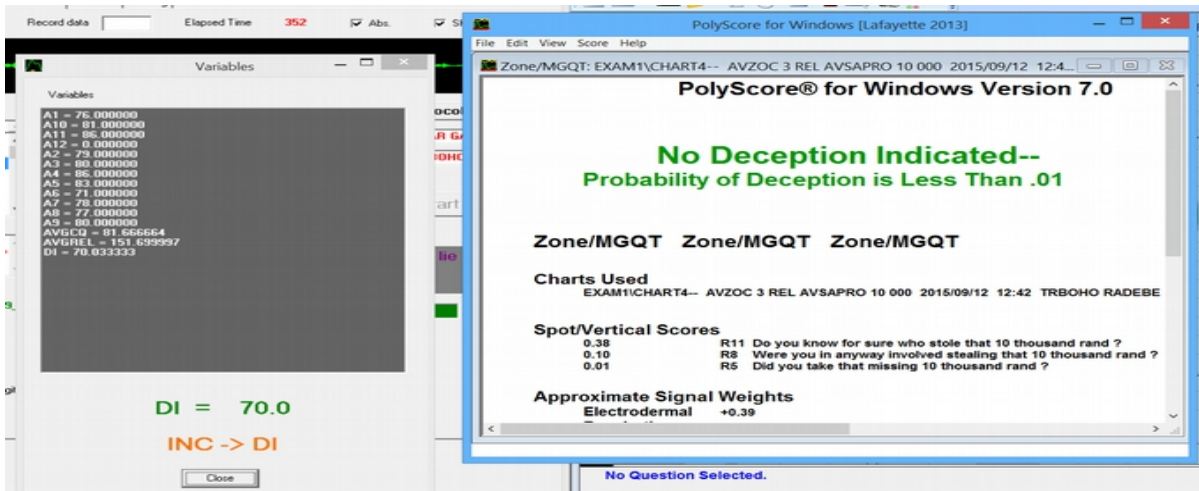 Record data Elapsed Time 352 Abs.
Variables
Variables
A1 = 76.000000
A10 = 81.000000
A11 = 86.000000
A12 = 0.000000
A2 = 79.000000
A3 = 80.000000
A4 = 86.000000
A5 = 83.000000
A6 = 71.000000
A7 = 78.000000
A8 = 77.000000
A9 = 80.000000
AVGCQ = 81.666664
AVGREL = 151.699997
DI = 70.033333
DI = 70.0
INC -> DI
Close
lie
PolyScore for Windows [Lafayette 2013]
File Edit View Score Help
Zone/MGQT: EXAM1\CHART4-- AVZOC 3 REL AVSAPRO 10 000 2015/09/12 12:4...
PolyScore® for Windows Version 7.0
No Deception Indicated--
Probability of Deception is Less Than .01
Zone/MGQT Zone/MGQT Zone/MGQT
Charts Used
EXAM1\CHART4-- AVZOC 3 REL AVSAPRO 10 000 2015/09/12 12:42 TRBOHO RADEBE
Spot/Vertical Scores
0.38 R11 Do you know for sure who stole that 10 thousand rand ?
0.10 R8 Were you in anyway involved stealing that 10 thousand rand ?
0.01 R5 Did you take that missing 10 thousand rand ?
Approximate Signal Weights
Electrodermal +0.39
No Question Selected.